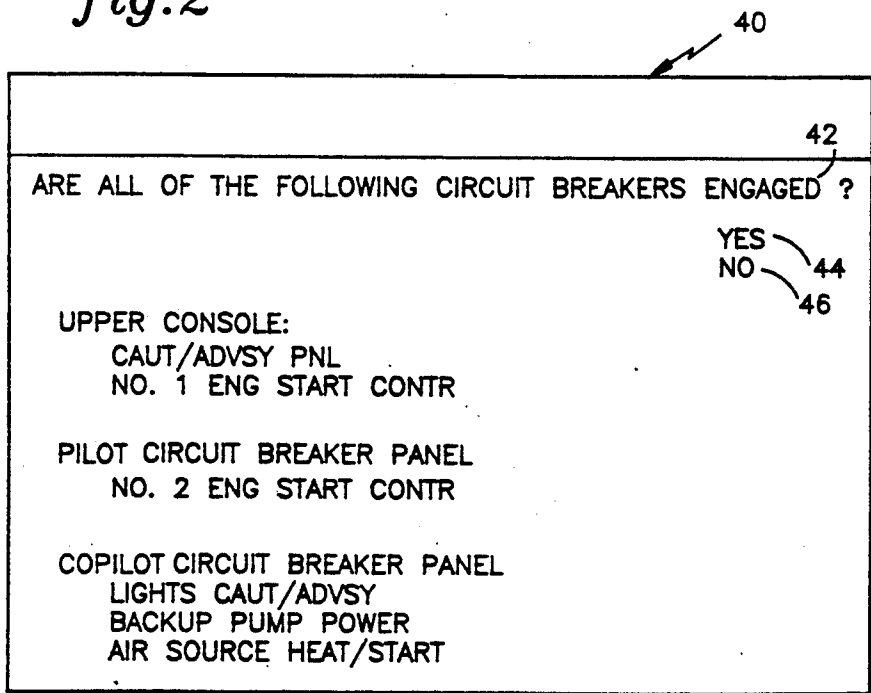 fig.2
40
42
ARE ALL OF THE FOLLOWING CIRCUIT BREAKERS ENGAGED ?
YES 44
NO 46
UPPER CONSOLE:
CAUT/ADVSY PNL
NO. 1 ENG START CONTR
PILOT CIRCUIT BREAKER PANEL
NO. 2 ENG START CONTR
COPILOT CIRCUIT BREAKER PANEL
LIGHTS CAUT/ADVSY
BACKUP PUMP POWER
AIR SOURCE HEAT/START